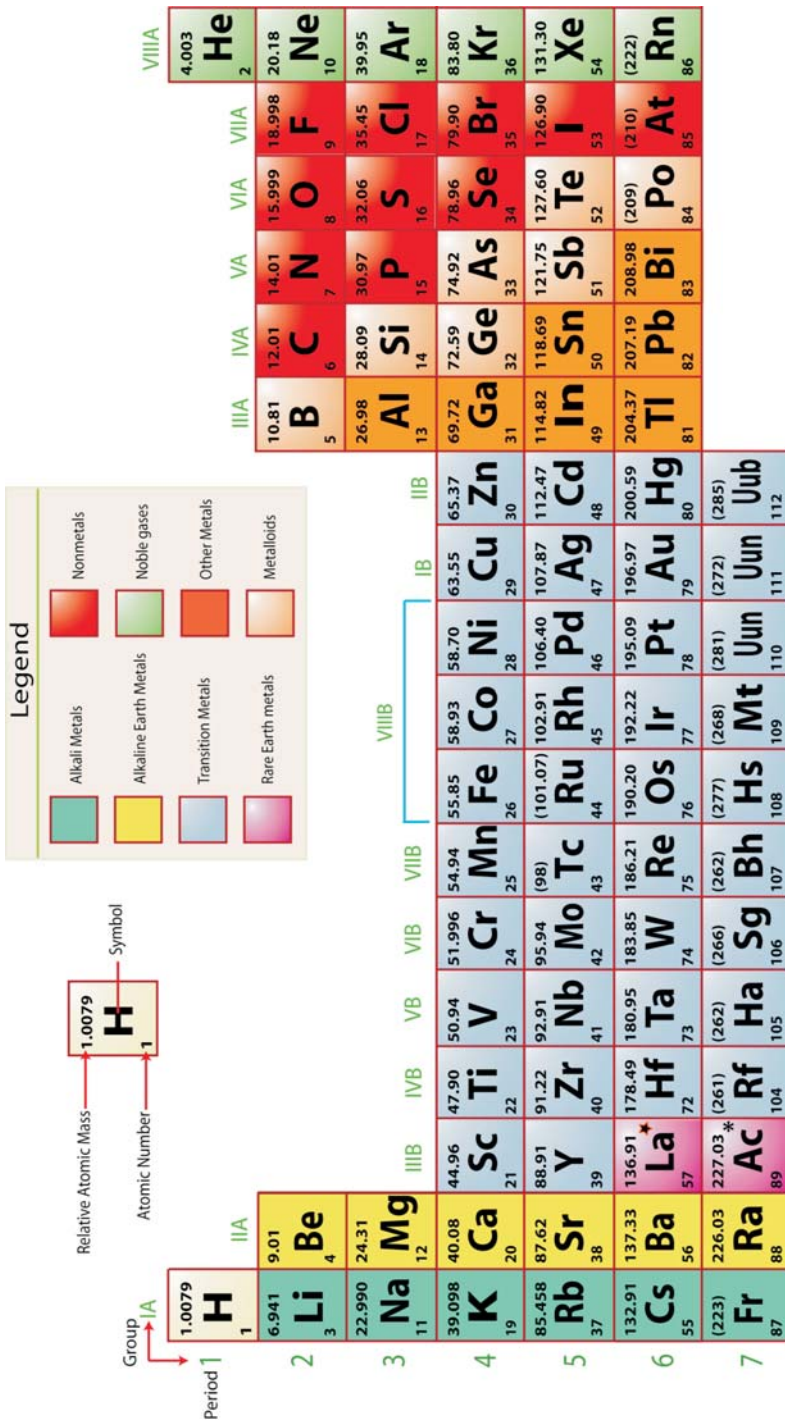 Legend
Alkali Metals
Nonmetals
Alkaline Earth Metals
Noble gases
Transition Metals
Other Metals
Rare Earth metals
Metalloids
Relative Atomic Mass
1.0079
H
Symbol
Atomic Number
1
Group
Period
IA
IIA
IIIB
IVB
VB
VIB
VIIB
VIIIB
IB
IIB
IIIA
IVA
VA
VIA
VIIA
VIIIA
1
1.0079 H 1
4.003 He 2
2
6.941 Li 3
9.01 Be 4
10.81 B 5
12.01 C 6
14.01 N 7
15.999 O 8
18.998 F 9
20.18 Ne 10
3
22.990 Na 11
24.31 Mg 12
26.98 Al 13
28.09 Si 14
30.97 P 15
32.06 S 16
35.45 Cl 17
39.95 Ar 18
4
39.098 K 19
40.08 Ca 20
44.96 Sc 21
47.90 Ti 22
50.94 V 23
51.996 Cr 24
54.94 Mn 25
55.85 Fe 26
58.93 Co 27
58.70 Ni 28
63.55 Cu 29
65.37 Zn 30
69.72 Ga 31
72.59 Ge 32
74.92 As 33
78.96 Se 34
79.90 Br 35
83.80 Kr 36
5
85.458 Rb 37
87.62 Sr 38
88.91 Y 39
91.22 Zr 40
92.91 Nb 41
95.94 Mo 42
(98) Tc 43
(101.07) Ru 44
102.91 Rh 45
106.40 Pd 46
107.87 Ag 47
112.47 Cd 48
114.82 In 49
118.69 Sn 50
121.75 Sb 51
127.60 Te 52
126.90 I 53
131.30 Xe 54
6
132.91 Cs 55
137.33 Ba 56
136.91 La★ 57
178.49 Hf 72
180.95 Ta 73
183.85 W 74
186.21 Re 75
190.20 Os 76
192.22 Ir 77
195.09 Pt 78
196.97 Au 79
200.59 Hg 80
204.37 Tl 81
207.19 Pb 82
208.98 Bi 83
(209) Po 84
(210) At 85
(222) Rn 86
7
(223) Fr 87
226.03 Ra 88
227.03 Ac* 89
(261) Rf 104
(262) Ha 105
(266) Sg 106
(262) Bh 107
(277) Hs 108
(268) Mt 109
(281) Uun 110
(272) Uun 111
(285) Uub 112